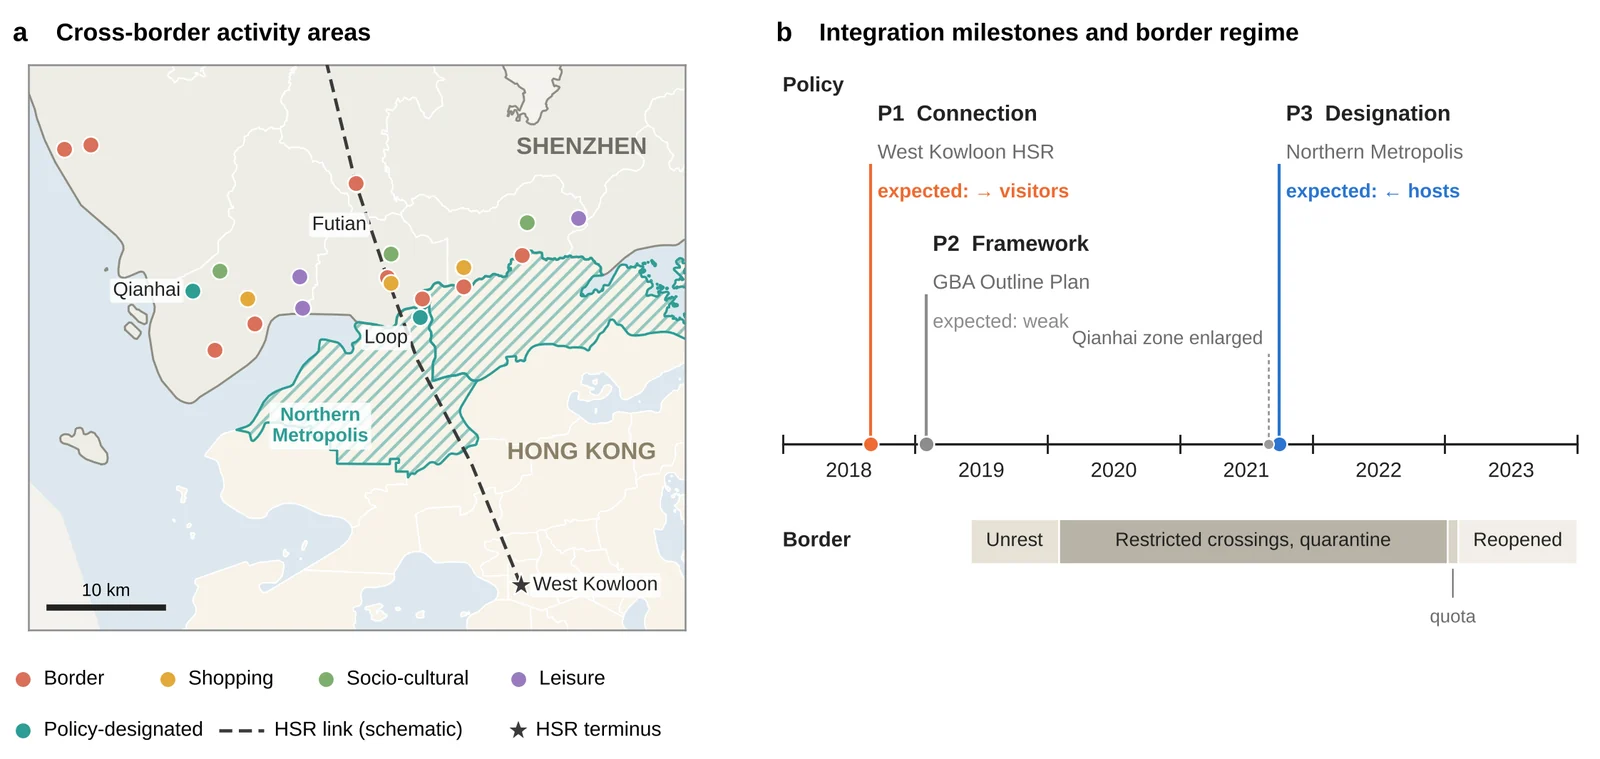 a Cross-border activity areas
SHENZHEN
Futian
Qianhai
Loop
Northern
Metropolis
HONG KONG
West Kowloon
10 km
Border
Shopping
Socio-cultural
Leisure
Policy-designated
HSR link (schematic)
HSR terminus
b Integration milestones and border regime
Policy
P1 Connection
West Kowloon HSR
expected: → visitors
P3 Designation
Northern Metropolis
expected: ← hosts
P2 Framework
GBA Outline Plan
expected: weak
Qianhai zone enlarged
2018 2019 2020 2021 2022 2023
Border
Unrest
Restricted crossings, quarantine
Reopened
quota